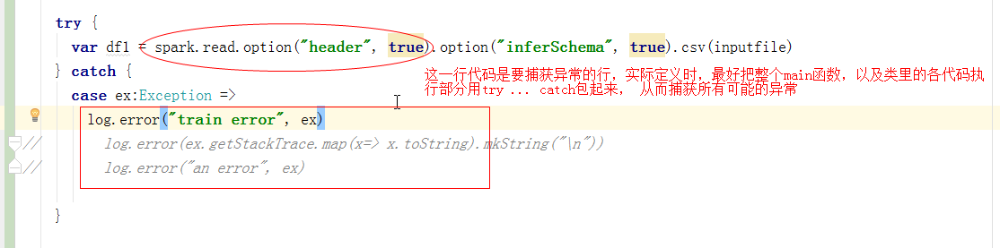 try {
var df1 = spark.read.option("header", true).option("inferSchema", true).csv(inputfile)
} catch {
这一行代码是要捕获异常的行，实际定义时，最好把整个main函数，以及类里的各代码执
行部分用try ... catch包起来， 从而捕获所有可能的异常
case ex:Exception =>
log.error("train error", ex)
// log.error(ex.getStackTrace.map(x=> x.toString).mkString("\n"))
// log.error("an error", ex)
}